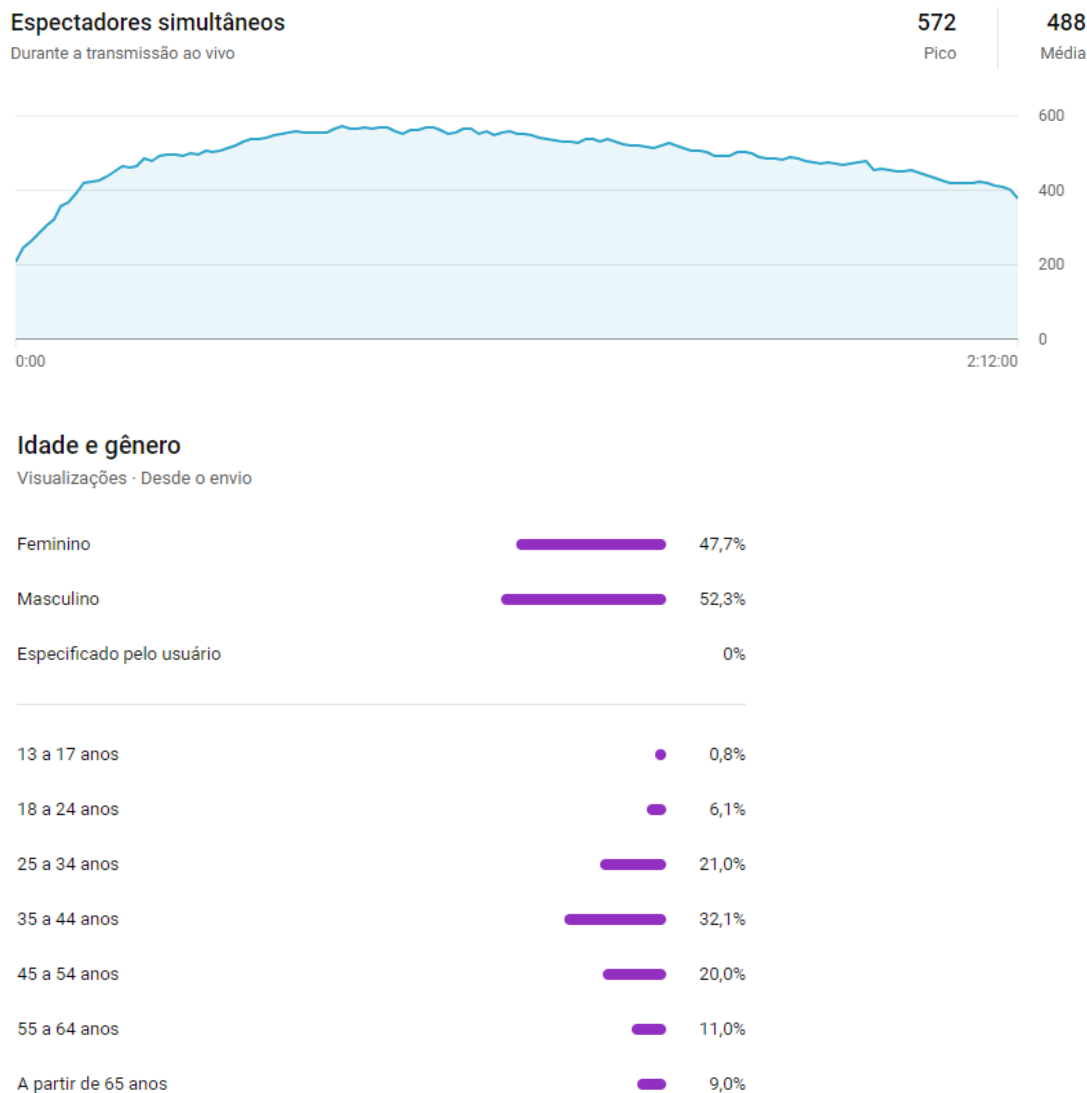 Espectadores simultâneos
572
488
Durante a transmissão ao vivo
Pico
Média
600
400
200
0
0:00
2:12:00
Idade e gênero
Visualizações · Desde o envio
Feminino 47,7%
Masculino 52,3%
Especificado pelo usuário 0%
13 a 17 anos 0,8%
18 a 24 anos 6,1%
25 a 34 anos 21,0%
35 a 44 anos 32,1%
45 a 54 anos 20,0%
55 a 64 anos 11,0%
A partir de 65 anos 9,0%